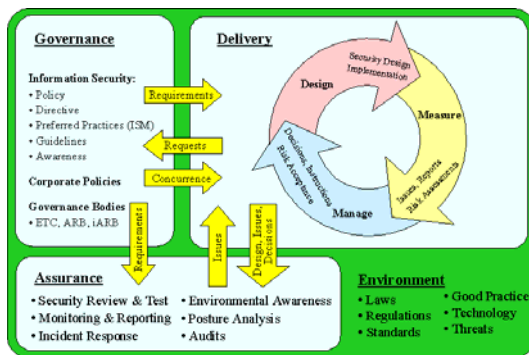 Governance
Information Security:
• Policy
• Directive
• Preferred Practices (ISM)
• Guidelines
• Awareness
Corporate Policies
Governance Bodies
• ETC, ARB, iARB
Requirements
Requests
Concurrence
Delivery
Design
Security Design
Implementation
Measure
Issues, Reports
Risk Assessments
Manage
Decisions, Instructions
Risk Acceptance
Requirements
Issues
Design, Issues,
Decisions
Assurance
• Security Review & Test
• Monitoring & Reporting
• Incident Response
• Environmental Awareness
• Posture Analysis
• Audits
Environment
• Laws
• Regulations
• Standards
• Good Practice
• Technology
• Threats